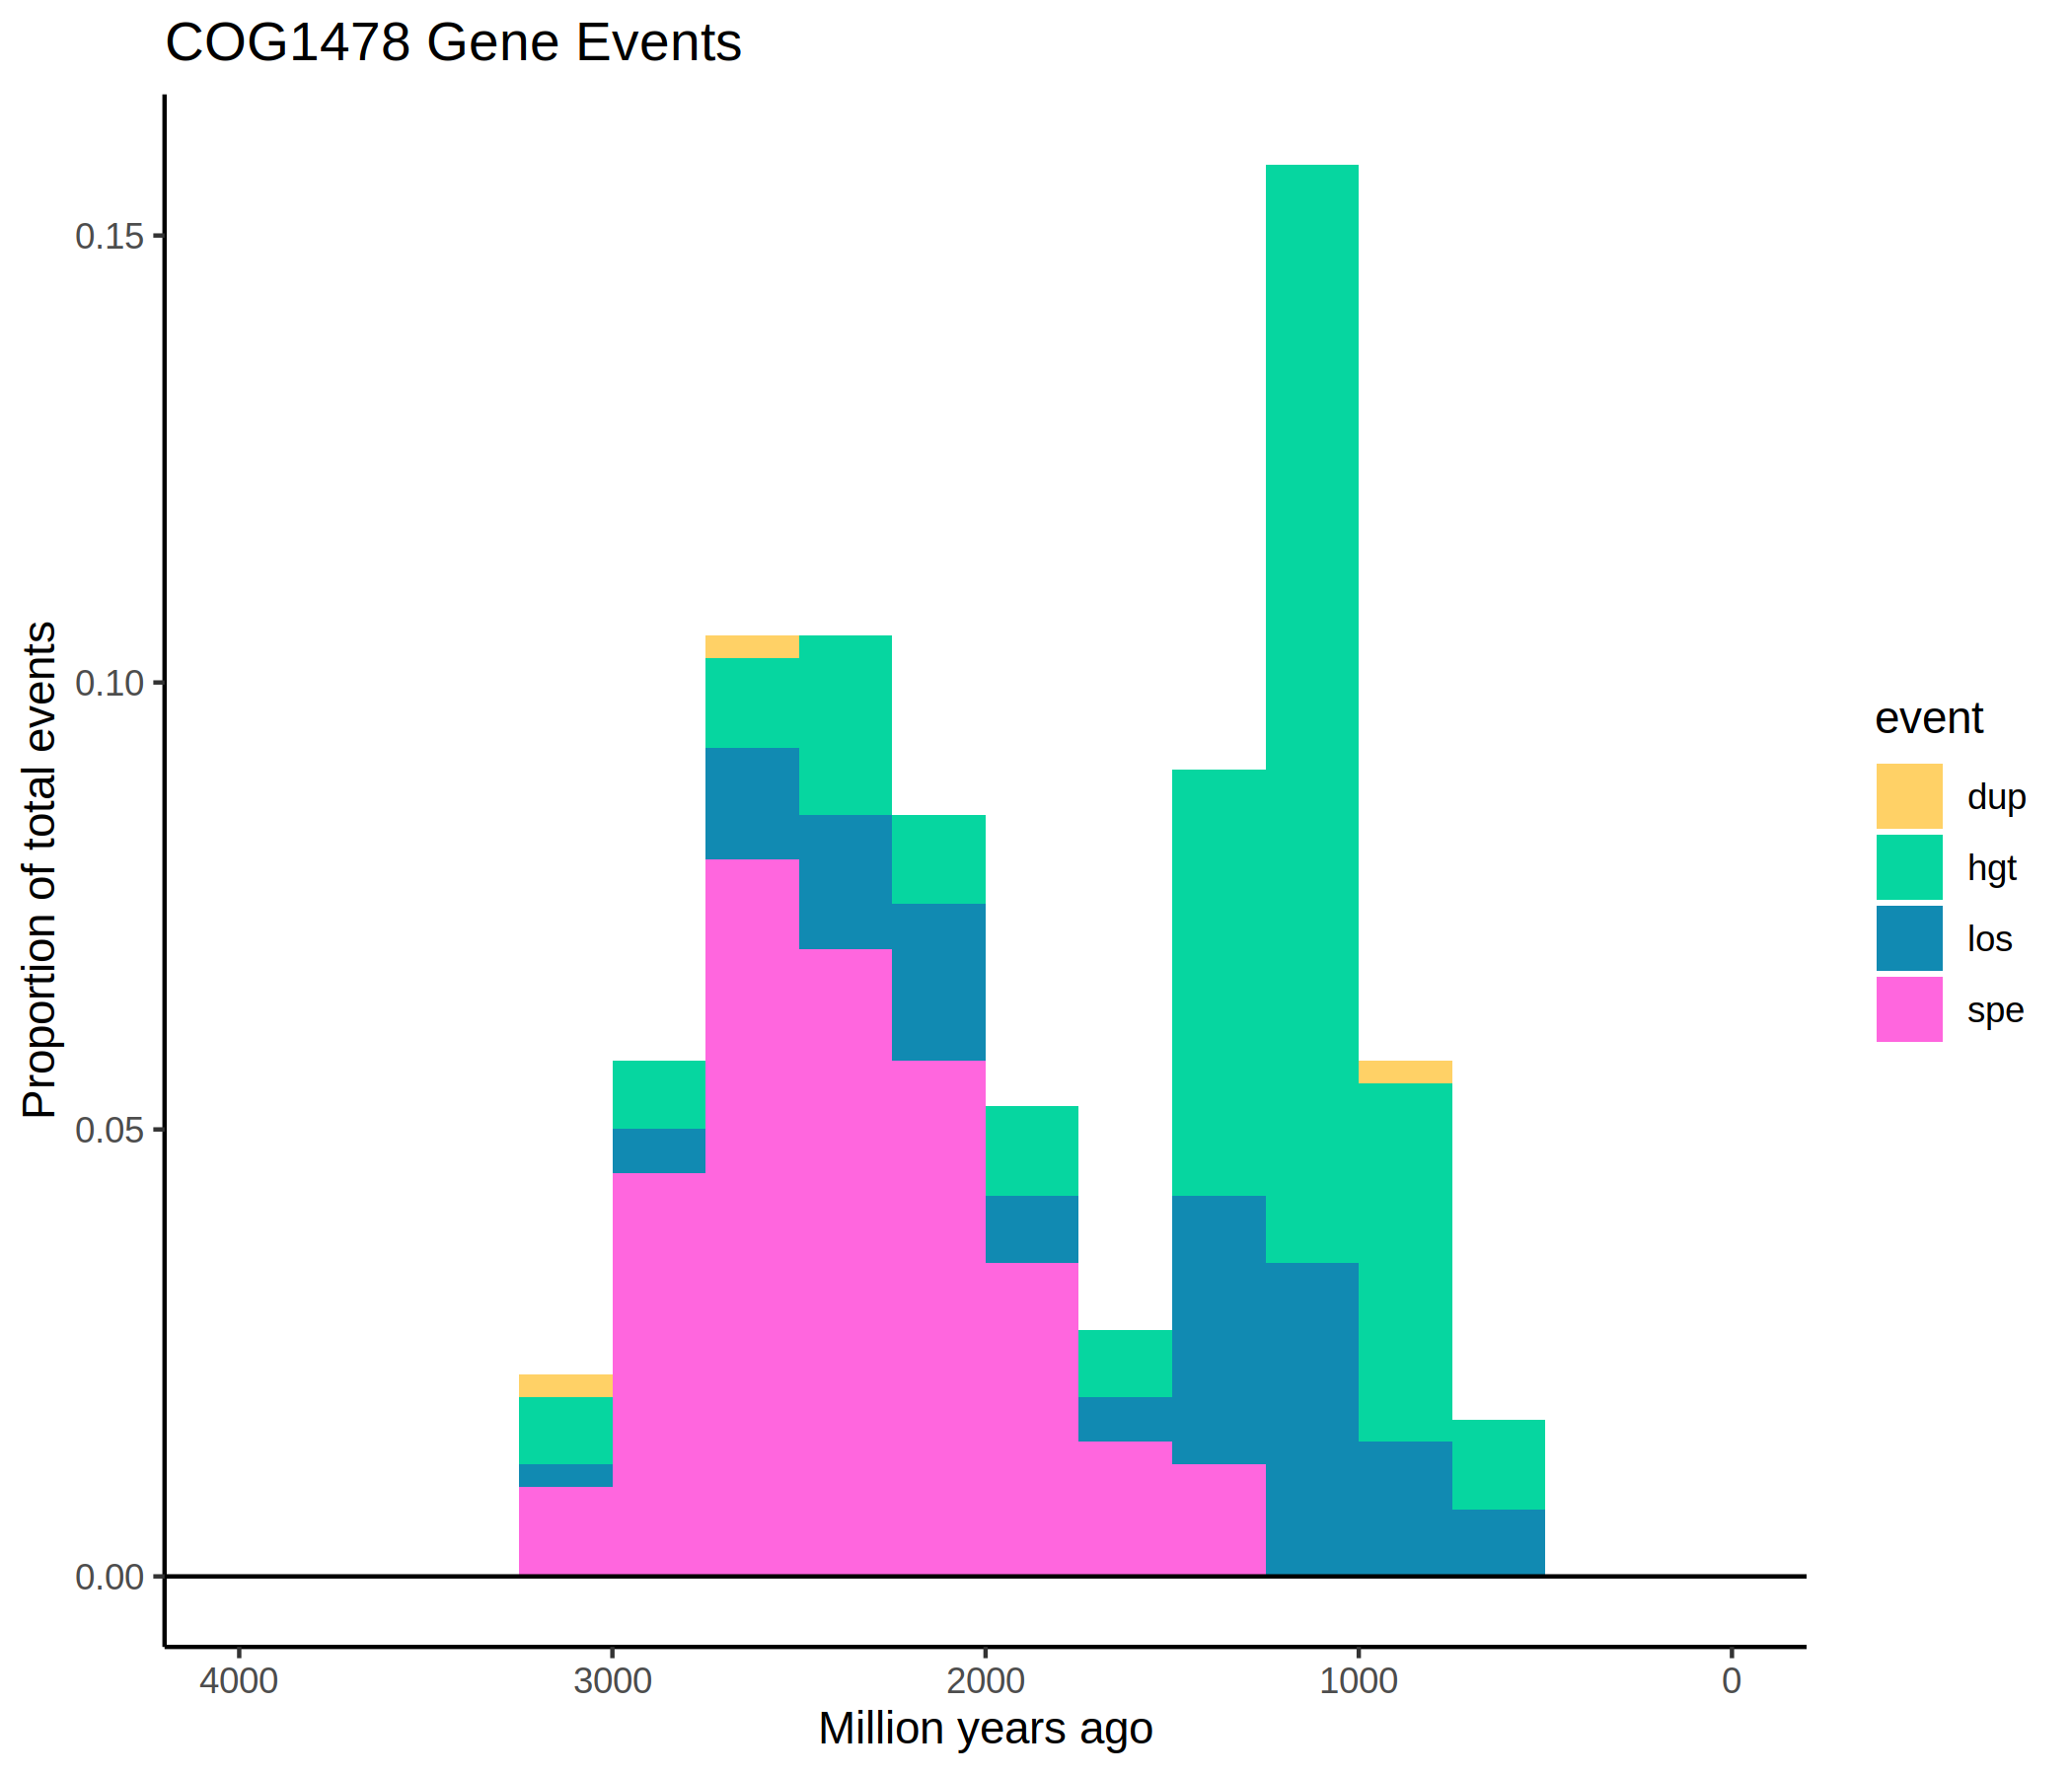 COG1478 Gene Events
Proportion of total events
0.15
0.10
0.05
0.00
4000 3000 2000 1000 0
Million years ago
event
dup
hgt
los
spe